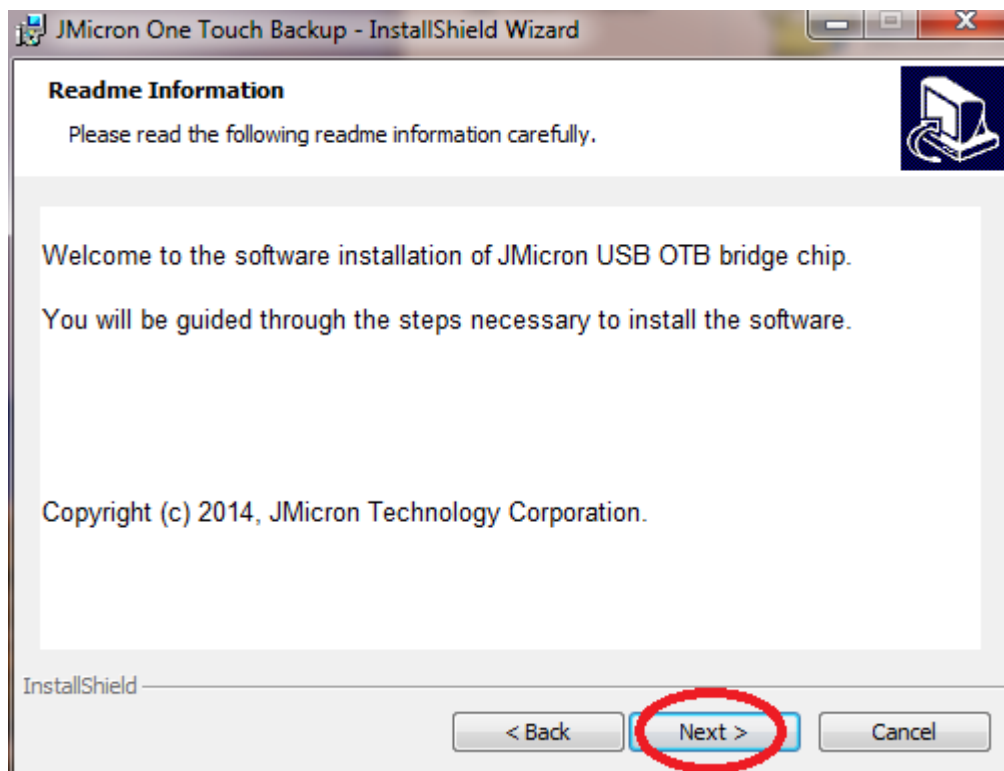 JMicron One Touch Backup - InstallShield Wizard
Readme Information
Please read the following readme information carefully.
Welcome to the software installation of JMicron USB OTB bridge chip.
You will be guided through the steps necessary to install the software.
Copyright (c) 2014, JMicron Technology Corporation.
InstallShield
< Back
Next >
Cancel